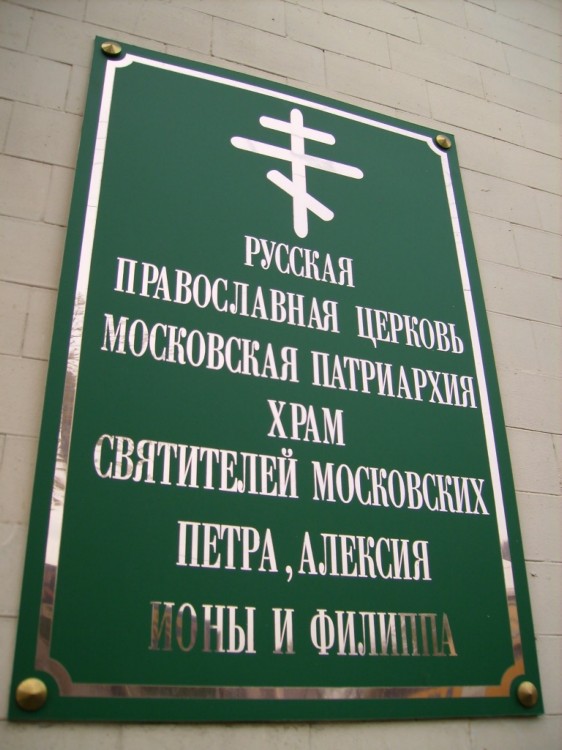 РУССКАЯ
ПРАВОСЛАВНАЯ ЦЕРКОВЬ
МОСКОВСКАЯ ПАТРИАРХИЯ
ХРАМ
СВЯТИТЕЛЕЙ МОСКОВСКИХ
ПЕТРА, АЛЕКСИЯ
ИОНЫ И ФИЛИППА